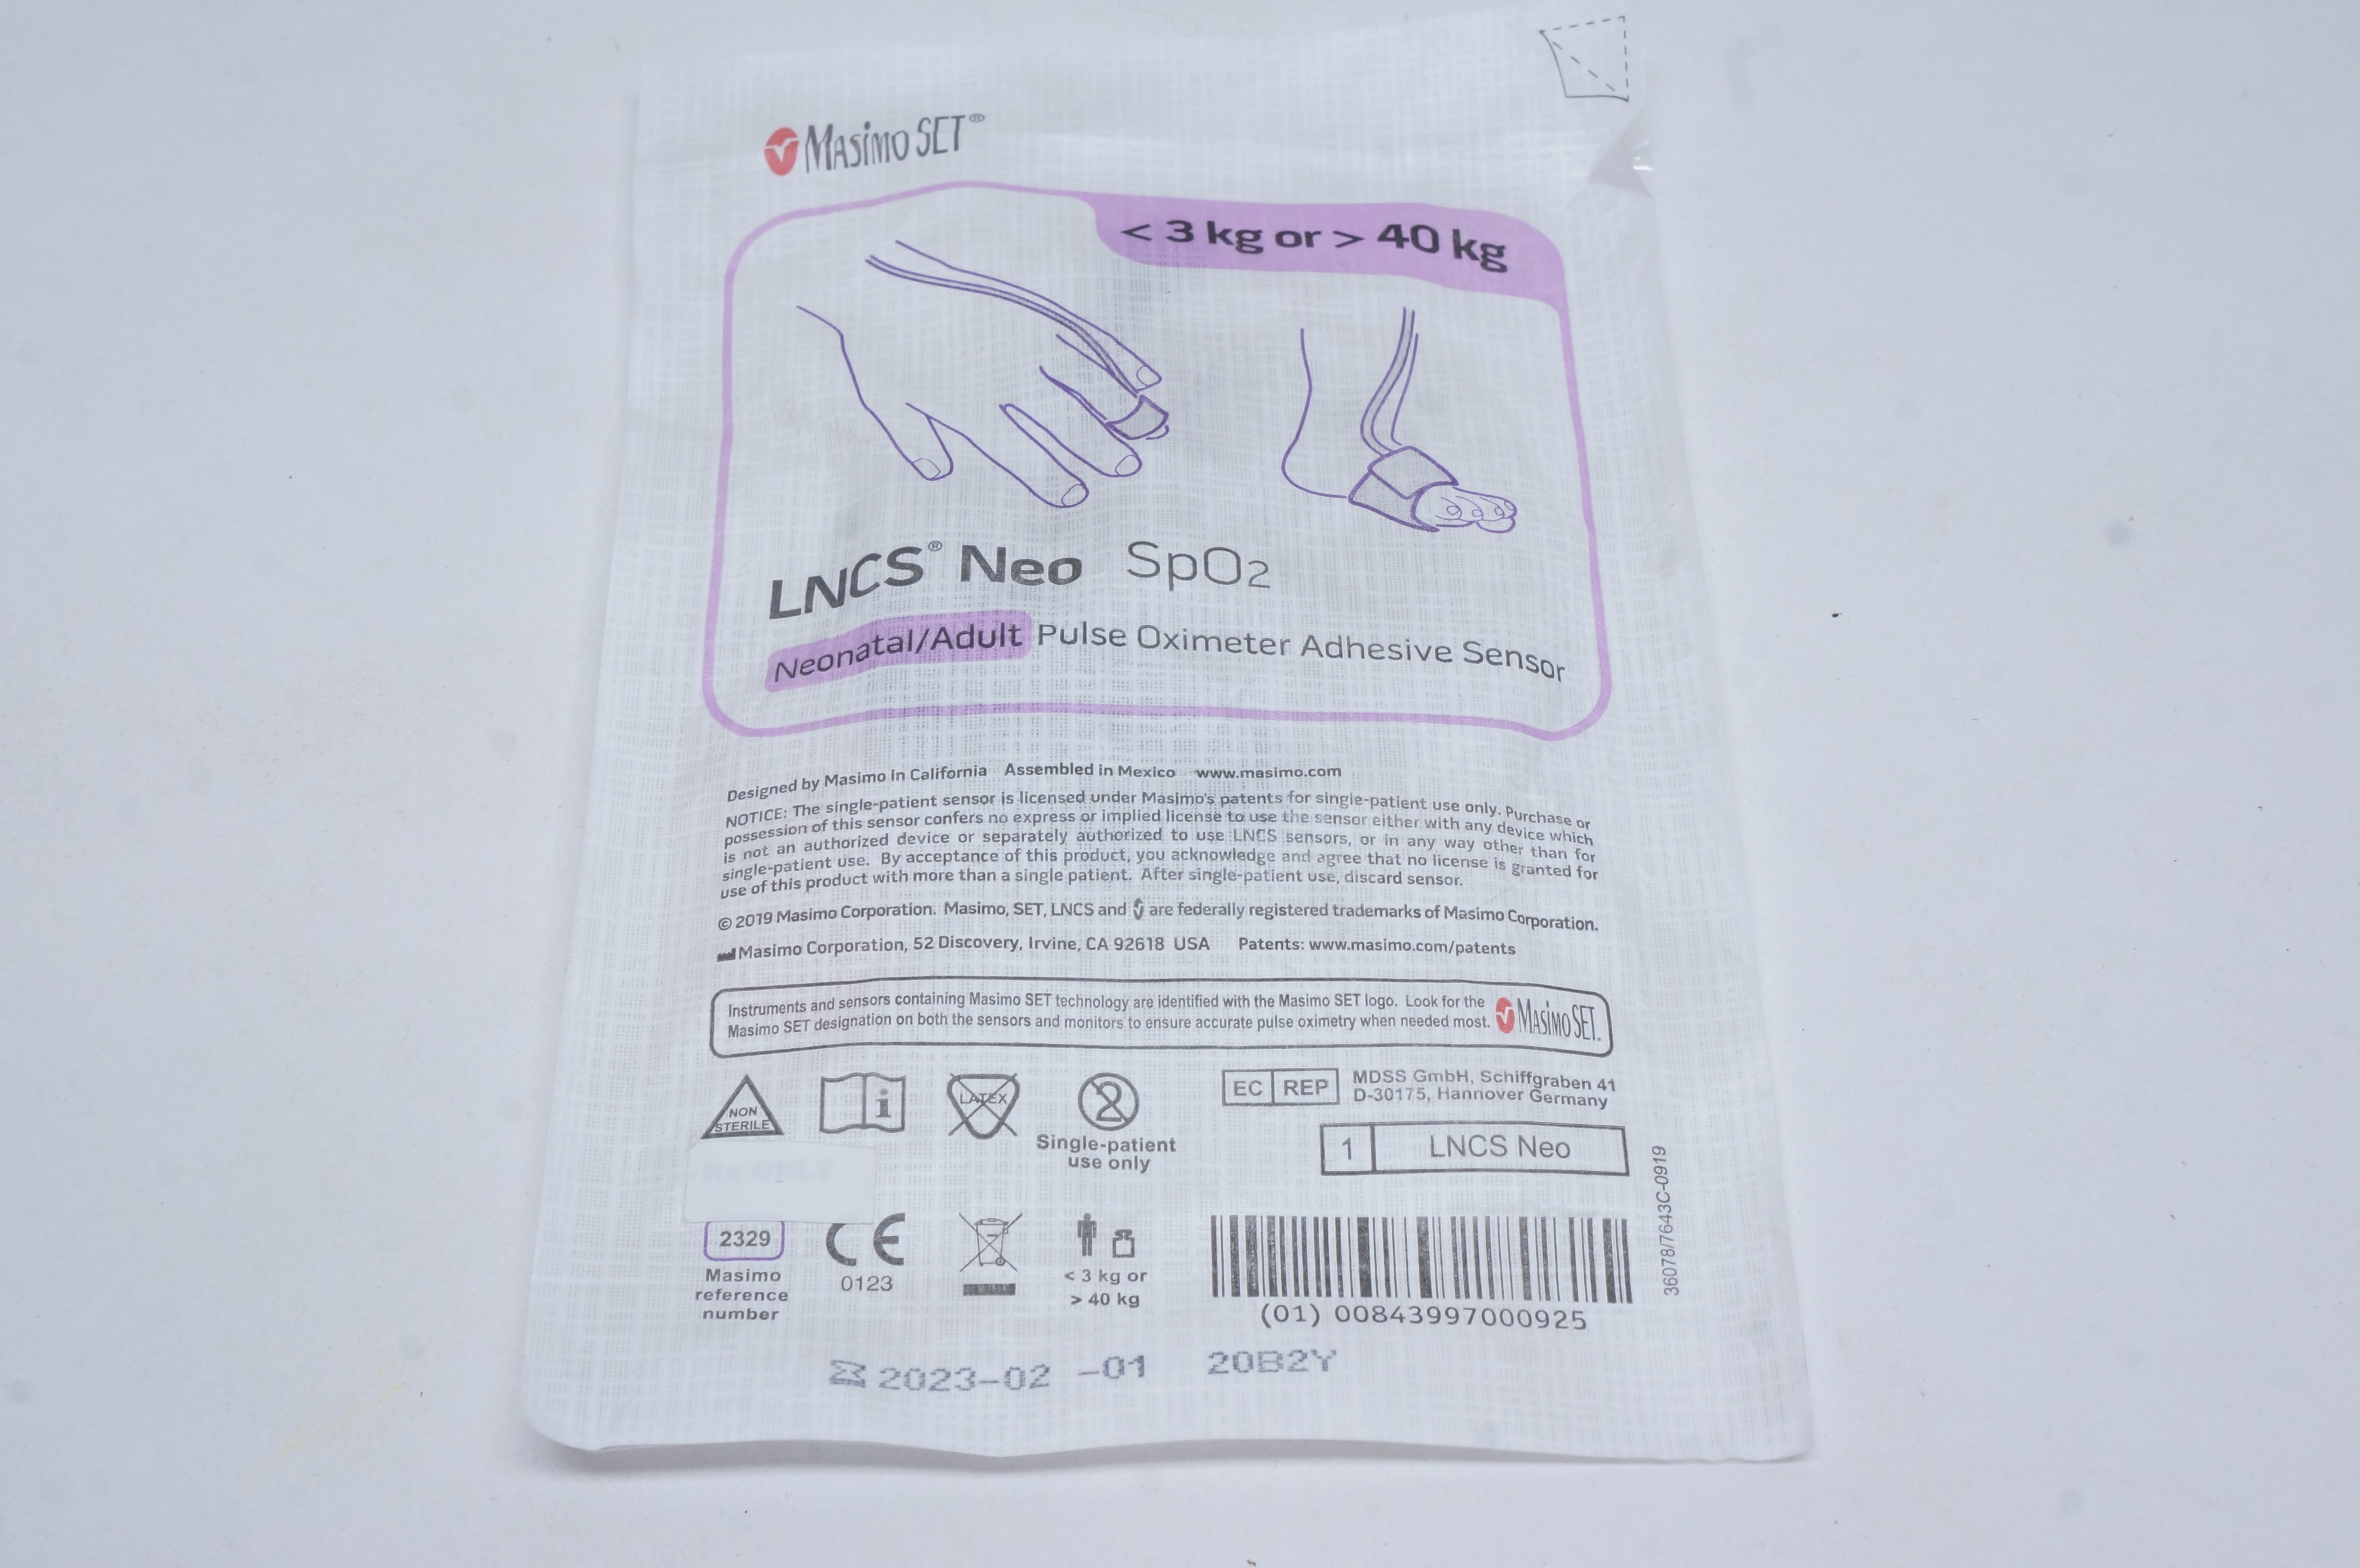 Masimo SET®
< 3 kg or > 40 kg
LNCS® Neo SpO2
Neonatal/Adult Pulse Oximeter Adhesive Sensor
Designed by Masimo in California Assembled in Mexico www.masimo.com
NOTICE: The single-patient sensor is licensed under Masimo's patents for single-patient use only. Purchase or
possession of this sensor confers no express or implied license to use the sensor either with any device which
is not an authorized device or separately authorized to use LNCS sensors, or in any way other than for
single-patient use. By acceptance of this product, you acknowledge and agree that no license is granted for
use of this product with more than a single patient. After single-patient use, discard sensor.
© 2019 Masimo Corporation. Masimo, SET, LNCS and are federally registered trademarks of Masimo Corporation.
Masimo Corporation, 52 Discovery, Irvine, CA 92618 USA Patents: www.masimo.com/patents
Instruments and sensors containing Masimo SET technology are identified with the Masimo SET logo. Look for the
Masimo SET designation on both the sensors and monitors to ensure accurate pulse oximetry when needed most.
Masimo SET.
NON
STERILE
LATEX
2
Single-patient
use only
EC REP
MDSS GmbH, Schiffgraben 41
D-30175, Hannover Germany
1 LNCS Neo
Rx ONLY
2329
Masimo
reference
number
CE
0123
< 3 kg or
> 40 kg
(01) 00843997000925
36078/7643C-0919
2023-02 -01 20B2Y